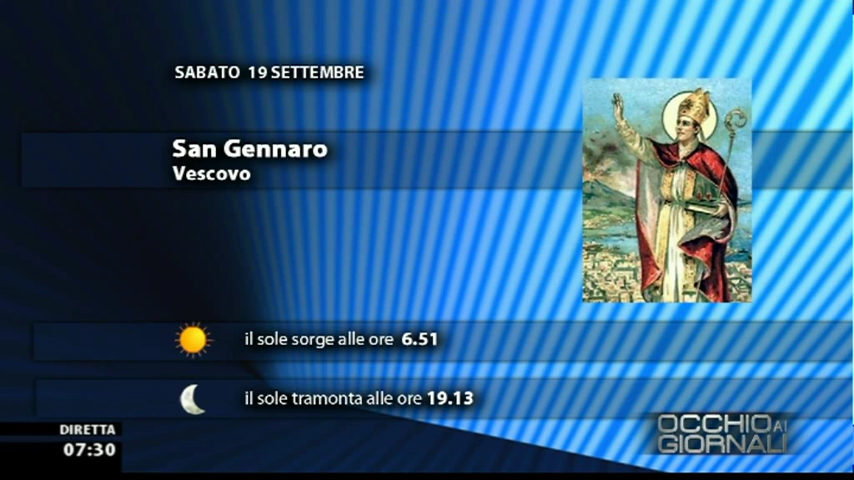 SABATO 19 SETTEMBRE
San Gennaro
Vescovo
il sole sorge alle ore 6.51
il sole tramonta alle ore 19.13
DIRETTA
07:30
OCCHIO AI
GIORNALI